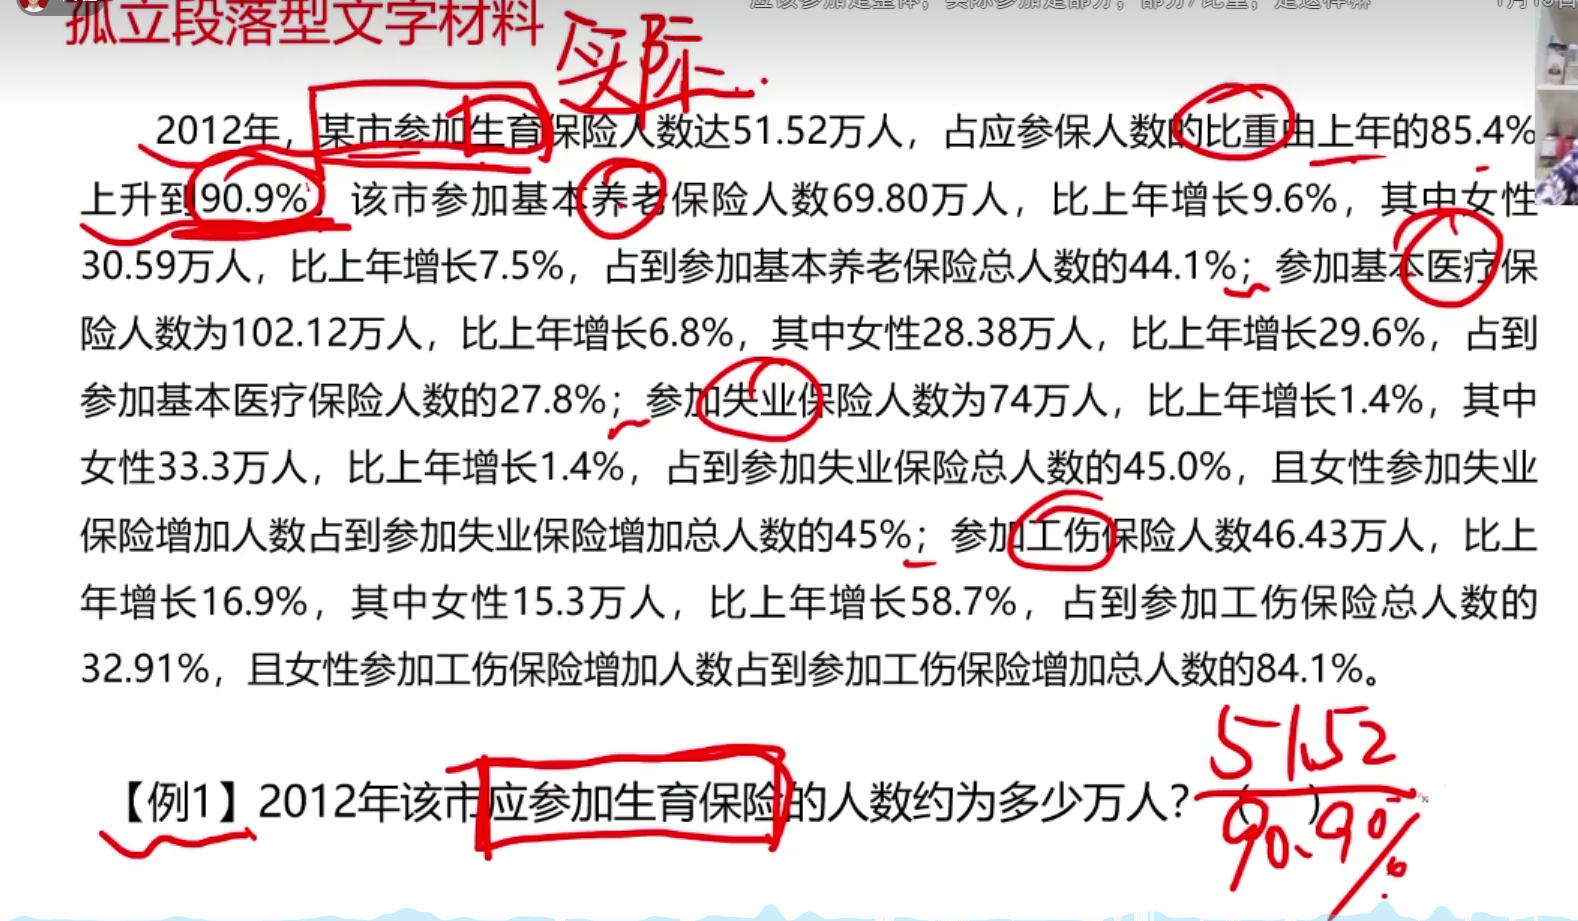 孤立段落型文字材料
实际
2012年，某市参加生育保险人数达51.52万人，占应参保人数的比重由上年的85.4%
上升到90.9%。该市参加基本养老保险人数69.80万人，比上年增长9.6%，其中女性
30.59万人，比上年增长7.5%，占到参加基本养老保险总人数的44.1%；参加基本医疗保
险人数为102.12万人，比上年增长6.8%，其中女性28.38万人，比上年增长29.6%，占到
参加基本医疗保险人数的27.8%；参加失业保险人数为74万人，比上年增长1.4%，其中
女性33.3万人，比上年增长1.4%，占到参加失业保险总人数的45.0%，且女性参加失业
保险增加人数占到参加失业保险增加总人数的45%；参加工伤保险人数46.43万人，比上
年增长16.9%，其中女性15.3万人，比上年增长58.7%，占到参加工伤保险总人数的
32.91%，且女性参加工伤保险增加人数占到参加工伤保险增加总人数的84.1%。
【例1】2012年该市应参加生育保险的人数约为多少万人？（ ）
51.52
90.9%